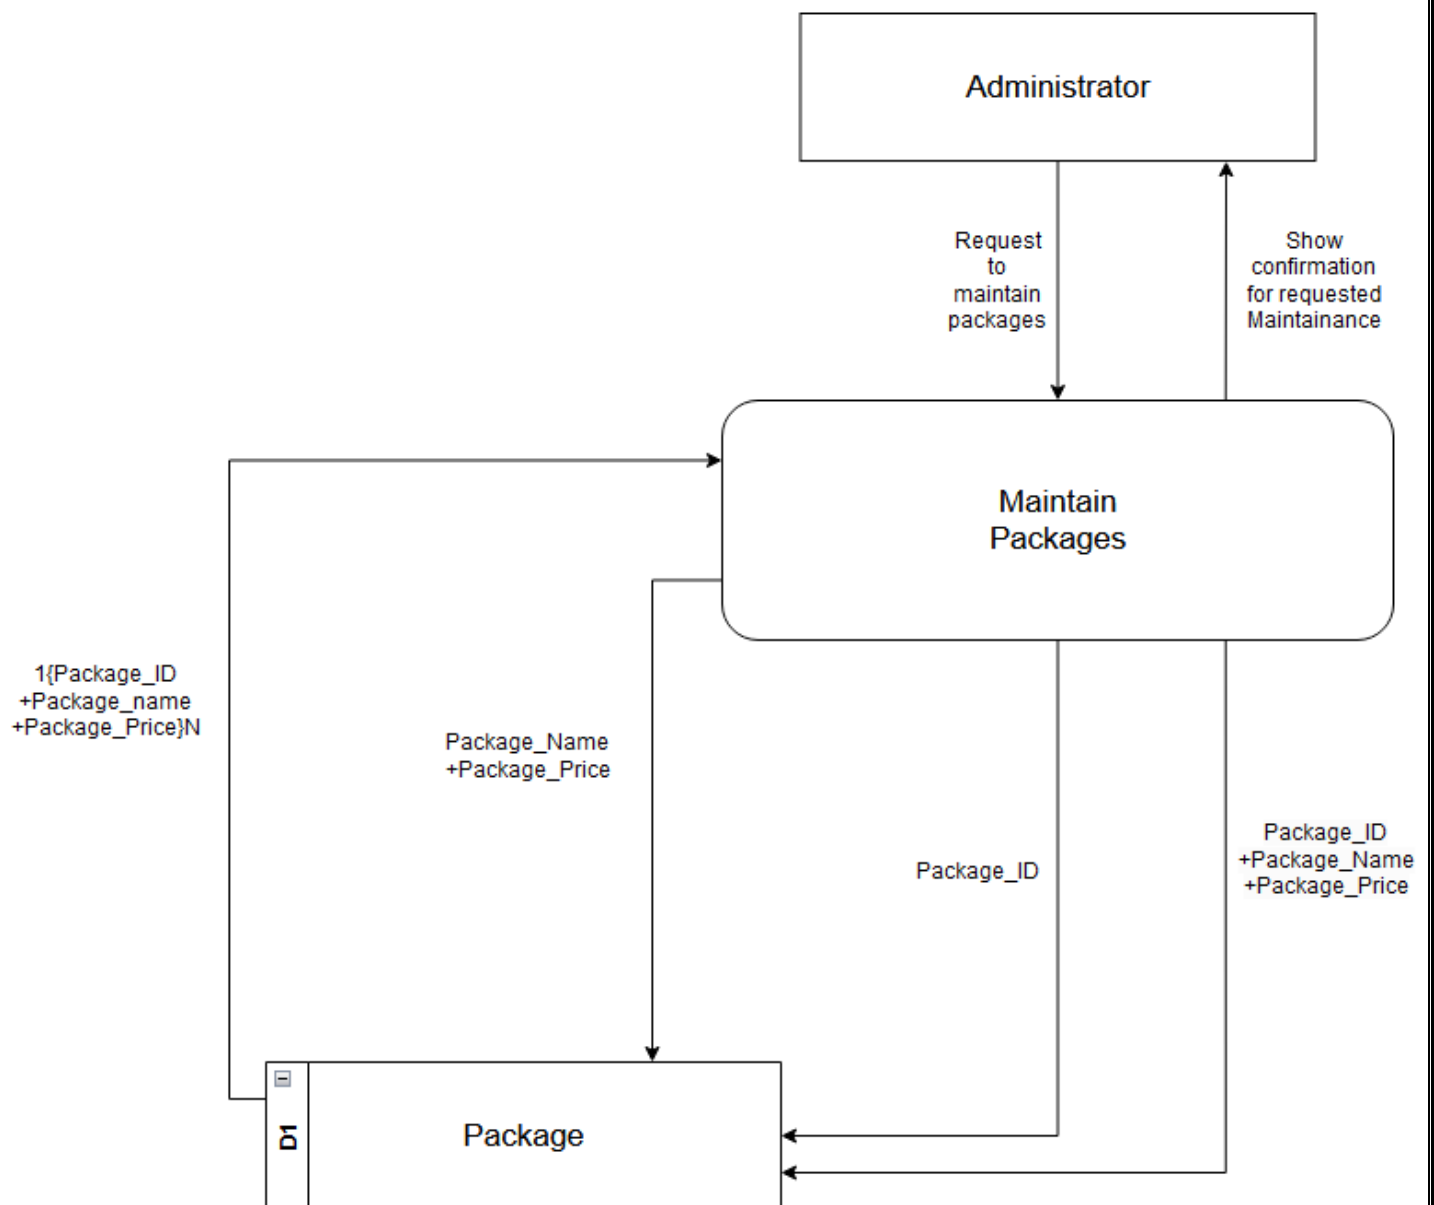 Administrator
Request
to
maintain
packages
Show
confirmation
for requested
Maintainance
Maintain
Packages
1{Package_ID
+Package_name
+Package_Price}N
Package_Name
+Package_Price
Package_ID
Package_ID
+Package_Name
+Package_Price
D1
Package